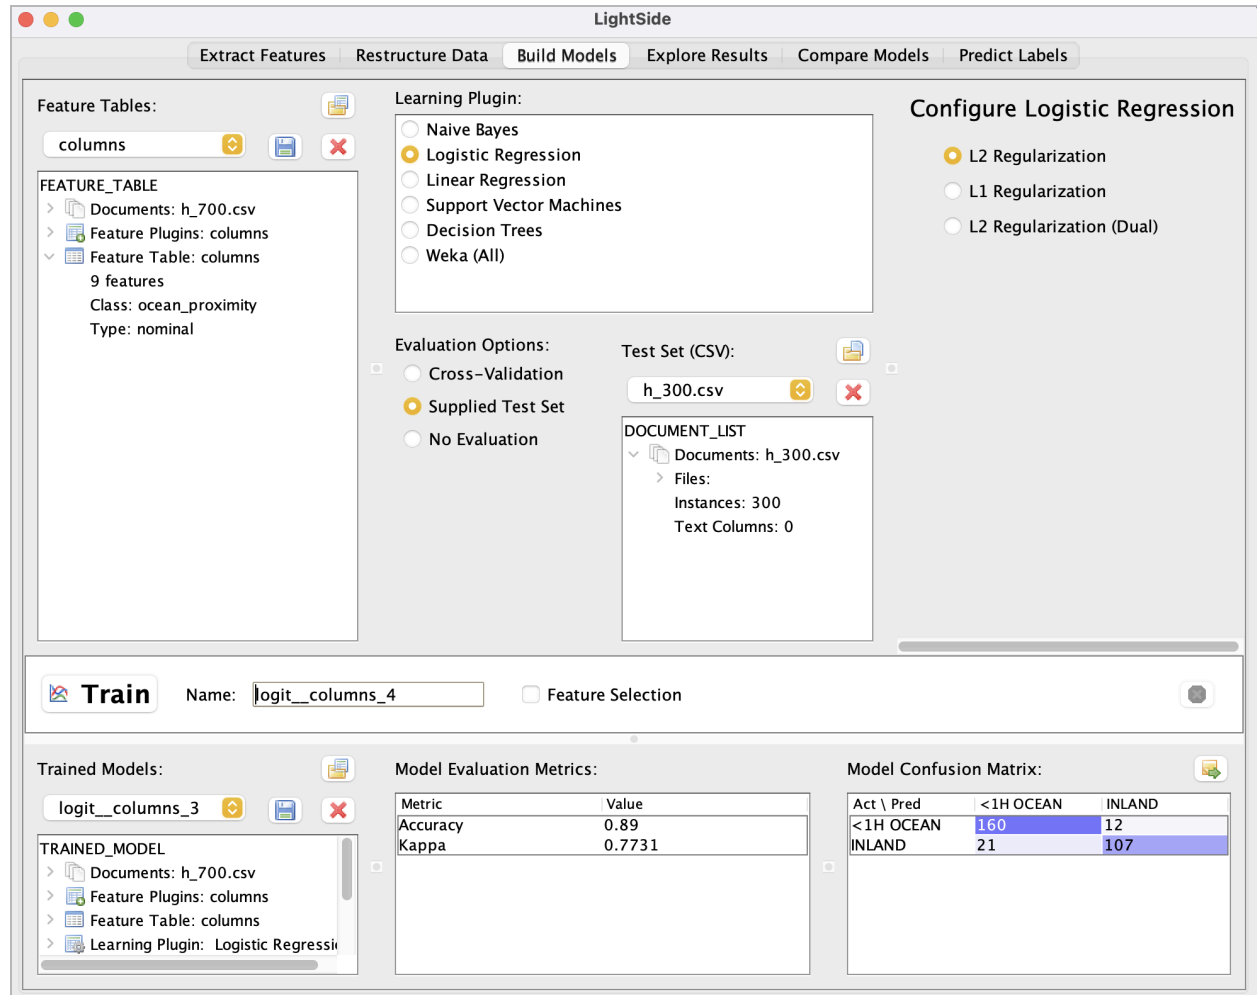 LightSide
Extract Features Restructure Data Build Models Explore Results Compare Models Predict Labels
Feature Tables:
columns
FEATURE_TABLE
Documents: h_700.csv
Feature Plugins: columns
Feature Table: columns
9 features
Class: ocean_proximity
Type: nominal
Learning Plugin:
Naive Bayes
Logistic Regression
Linear Regression
Support Vector Machines
Decision Trees
Weka (All)
Evaluation Options:
Cross-Validation
Supplied Test Set
No Evaluation
Test Set (CSV):
h_300.csv
DOCUMENT_LIST
Documents: h_300.csv
Files:
Instances: 300
Text Columns: 0
Configure Logistic Regression
L2 Regularization
L1 Regularization
L2 Regularization (Dual)
Train Name: logit__columns_4 Feature Selection
Trained Models:
logit__columns_3
TRAINED_MODEL
Documents: h_700.csv
Feature Plugins: columns
Feature Table: columns
Learning Plugin: Logistic Regressi
Model Evaluation Metrics:
Metric Value
Accuracy 0.89
Kappa 0.7731
Model Confusion Matrix:
Act \ Pred <1H OCEAN INLAND
<1H OCEAN 160 12
INLAND 21 107